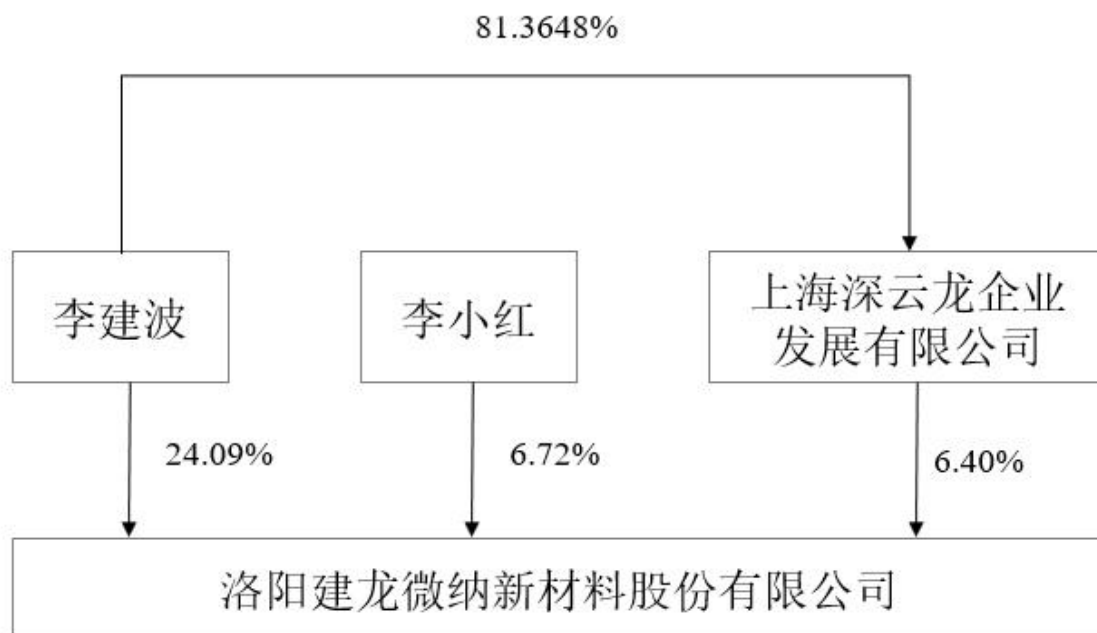 81.3648%
李建波
李小红
上海深云龙企业
发展有限公司
24.09%
6.72%
6.40%
洛阳建龙微纳新材料股份有限公司